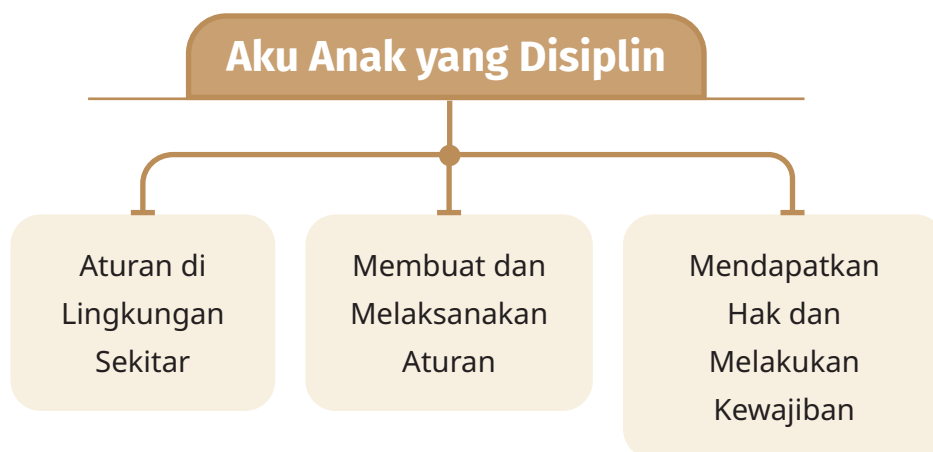 Aku Anak yang Disiplin
Aturan di
Lingkungan
Sekitar
Membuat dan
Melaksanakan
Aturan
Mendapatkan
Hak dan
Melakukan
Kewajiban